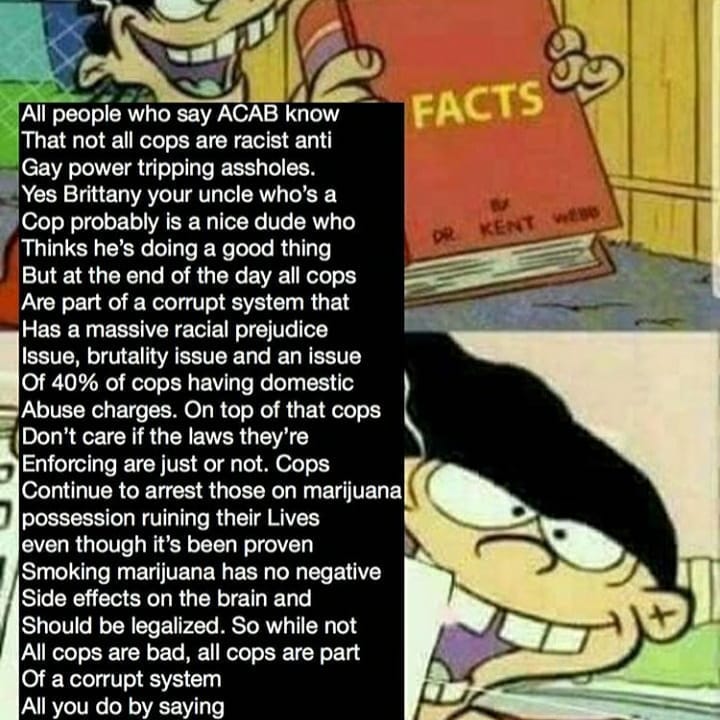 FACTS
BY
DR KENT WEBB
All people who say ACAB know
That not all cops are racist anti
Gay power tripping assholes.
Yes Brittany your uncle who's a
Cop probably is a nice dude who
Thinks he's doing a good thing
But at the end of the day all cops
Are part of a corrupt system that
Has a massive racial prejudice
Issue, brutality issue and an issue
Of 40% of cops having domestic
Abuse charges. On top of that cops
Don't care if the laws they're
Enforcing are just or not. Cops
Continue to arrest those on marijuana
possession ruining their Lives
even though it's been proven
Smoking marijuana has no negative
Side effects on the brain and
Should be legalized. So while not
All cops are bad, all cops are part
Of a corrupt system
All you do by saying